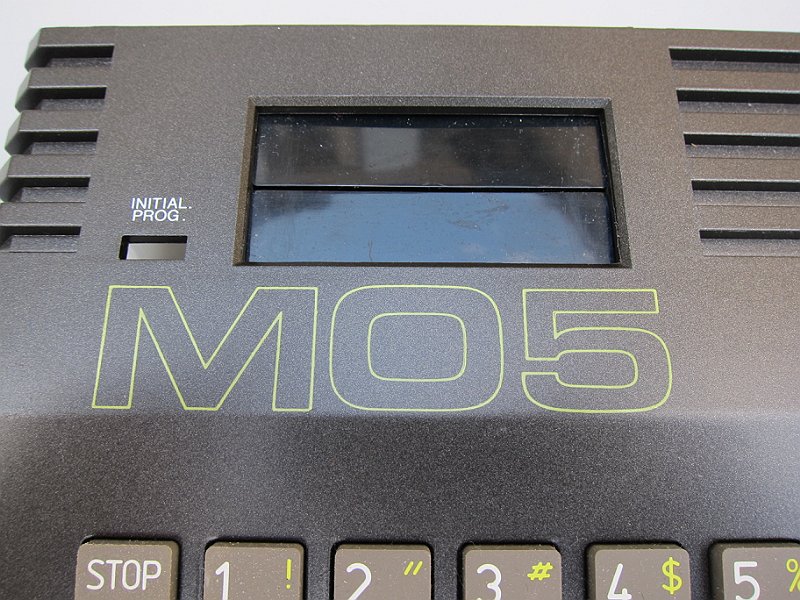 INITIAL.
PROG.
MO5
STOP 1 ! 2 " 3 # 4 $ 5 %